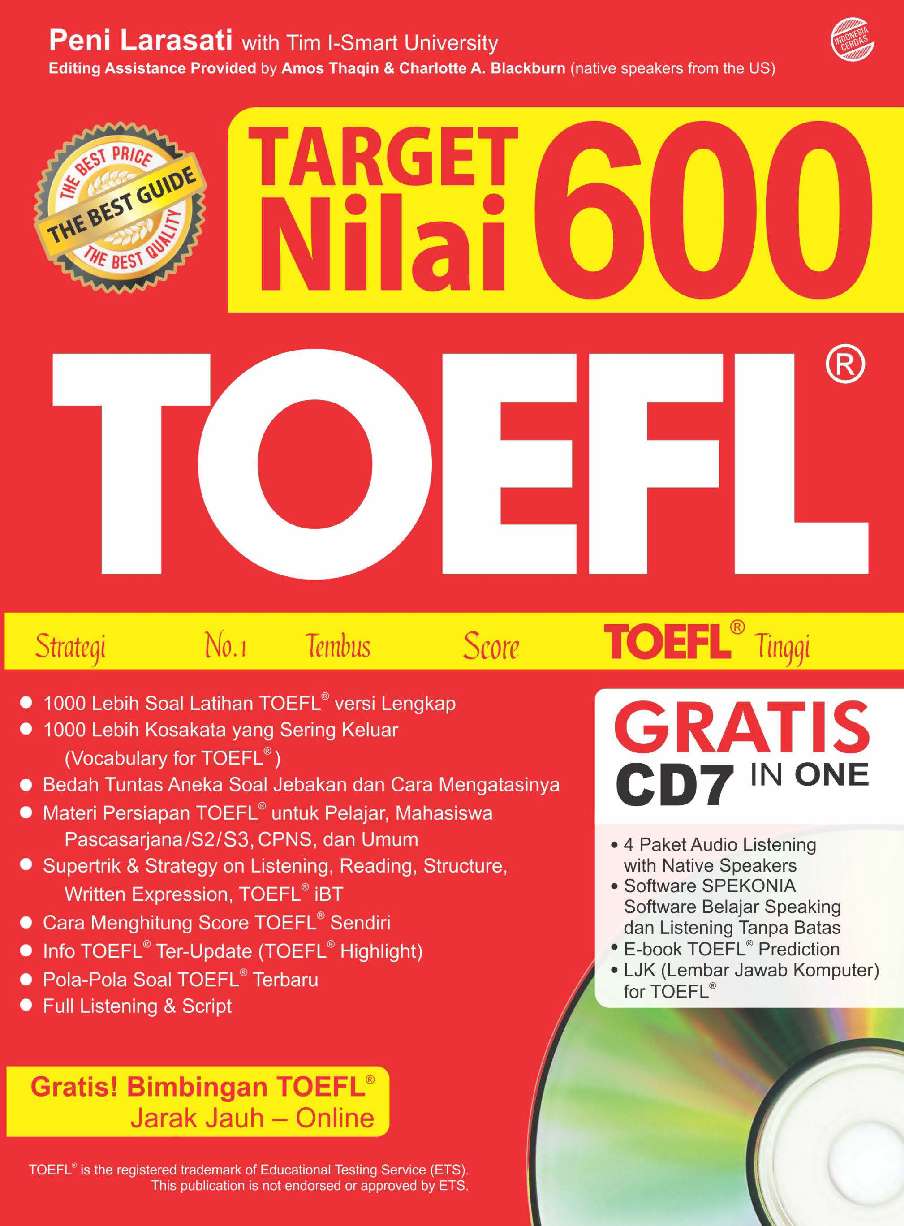 Peni Larasati with Tim I-Smart University
Editing Assistance Provided by Amos Thaqin & Charlotte A. Blackburn (native speakers from the US)
INDONESIA
CERDAS
THE BEST PRICE
THE BEST GUIDE
THE BEST QUALITY
TARGET
Nilai 600
TOEFL®
Strategi No.1 Tembus Score TOEFL® Tinggi
● 1000 Lebih Soal Latihan TOEFL® versi Lengkap
● 1000 Lebih Kosakata yang Sering Keluar
(Vocabulary for TOEFL®)
● Bedah Tuntas Aneka Soal Jebakan dan Cara Mengatasinya
● Materi Persiapan TOEFL® untuk Pelajar, Mahasiswa
Pascasarjana/S2/S3, CPNS, dan Umum
● Supertrik & Strategy on Listening, Reading, Structure,
Written Expression, TOEFL® iBT
● Cara Menghitung Score TOEFL® Sendiri
● Info TOEFL® Ter-Update (TOEFL® Highlight)
● Pola-Pola Soal TOEFL® Terbaru
● Full Listening & Script
GRATIS
CD7 IN ONE
• 4 Paket Audio Listening
with Native Speakers
• Software SPEKONIA
Software Belajar Speaking
dan Listening Tanpa Batas
• E-book TOEFL® Prediction
• LJK (Lembar Jawab Komputer)
for TOEFL®
Gratis! Bimbingan TOEFL®
Jarak Jauh – Online
TOEFL® is the registered trademark of Educational Testing Service (ETS).
This publication is not endorsed or approved by ETS.